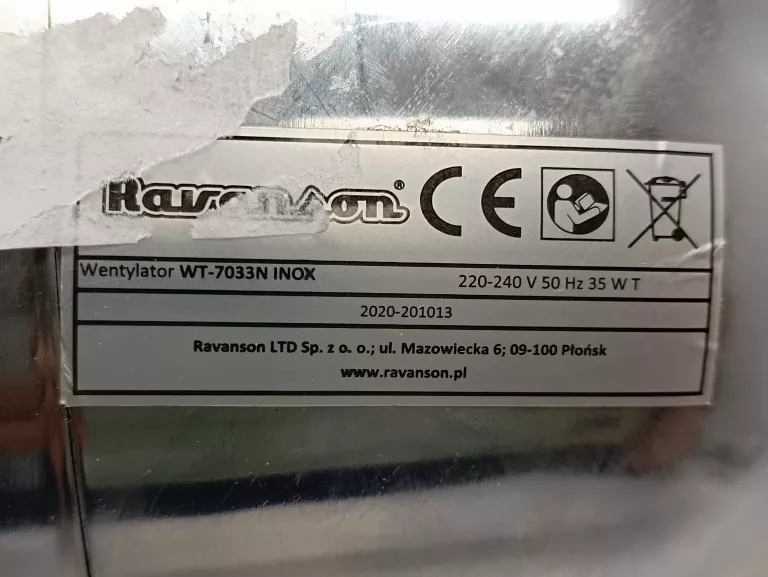 Ravanson®
CE
Wentylator WT-7033N INOX 220-240 V 50 Hz 35 W T
2020-201013
Ravanson LTD Sp. z o. o.; ul. Mazowiecka 6; 09-100 Płońsk
www.ravanson.pl